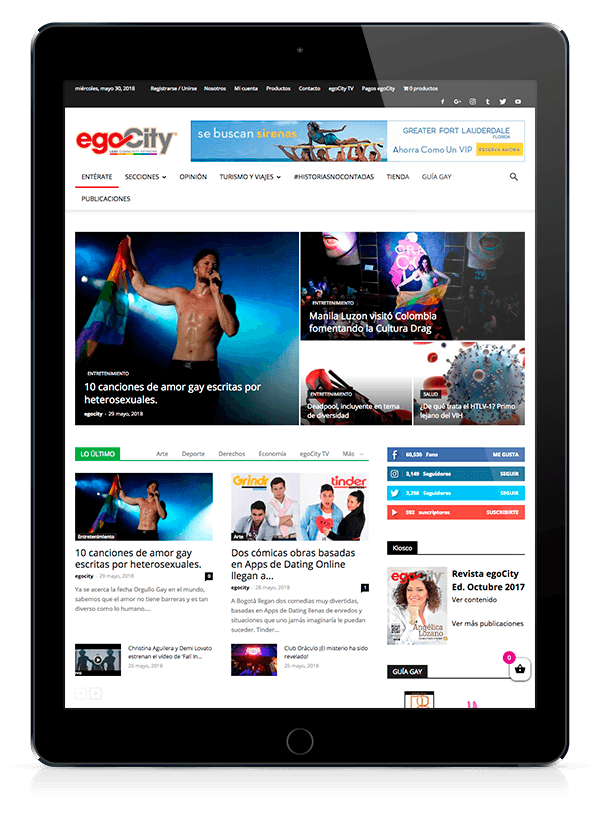 miércoles, mayo 30, 2018 Registrarse / Unirse Nosotros Mi cuenta Productos Contacto egoCity TV Pagos egoCity 0 productos
egoCity
LGBT COMMUNITY NETWORK
se buscan sirenas
GREATER FORT LAUDERDALE
FLORIDA
Ahorra Como Un VIP RESERVA AHORA
ENTÉRATE SECCIONES OPINIÓN TURISMO Y VIAJES #HISTORIASNOCONTADAS TIENDA GUÍA GAY
PUBLICACIONES
ENTRETENIMIENTO
10 canciones de amor gay escritas por
heterosexuales.
egocity - 29 mayo, 2018
ENTRETENIMIENTO
Manila Luzon visitó Colombia
fomentando la Cultura Drag
ENTRETENIMIENTO
Deadpool, incluyente en tema
de diversidad
SALUD
¿De qué trata el HTLV-1? Primo
lejano del VIH
LO ÚLTIMO Arte Deporte Derechos Economía egoCity TV Más
Entretenimiento
10 canciones de amor gay
escritas por heterosexuales.
egocity - 29 mayo, 2018 0
Ya se acerca la fecha Orgullo Gay en el mundo,
sabemos que el amor no tiene barreras y es tan
diverso como lo humano....
Grindr
tinder
Arte
Dos cómicas obras basadas
en Apps de Dating Online
llegan a...
egocity - 28 mayo, 2018 1
A Bogotá llegan dos comedias muy divertidas,
basadas en Apps de Dating llenas de enredos y
situaciones que uno jamás imaginaría le puedan
suceder. Tinder...
Christina Aguilera y Demi Lovato
estrenan el vídeo de 'Fall In...
25 mayo, 2018
Club Oráculo ¡El misterio ha sido
revelado!
25 mayo, 2018
60,530 Fans ME GUSTA
3,149 Seguidores SEGUIR
3,298 Seguidores SEGUIR
592 suscriptores SUSCRIBIRTE
Kiosco
egoCity
Angélica
Lozano
Revista egoCity
Ed. Octubre 2017
Ver contenido
Ver más publicaciones
GUÍA GAY
0